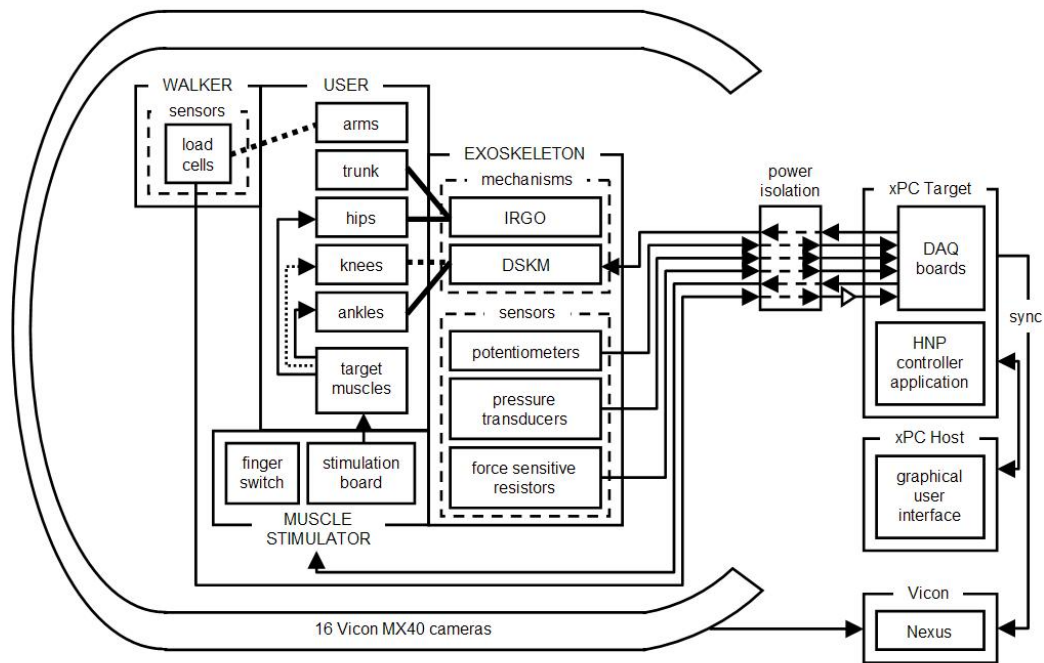 WALKER
sensors
load
cells
USER
arms
trunk
hips
knees
ankles
target
muscles
finger
switch
stimulation
board
MUSCLE
STIMULATOR
EXOSKELETON
mechanisms
IRGO
DSKM
sensors
potentiometers
pressure
transducers
force sensitive
resistors
power
isolation
xPC Target
DAQ
boards
HNP
controller
application
sync
xPC Host
graphical
user
interface
Vicon
Nexus
16 Vicon MX40 cameras